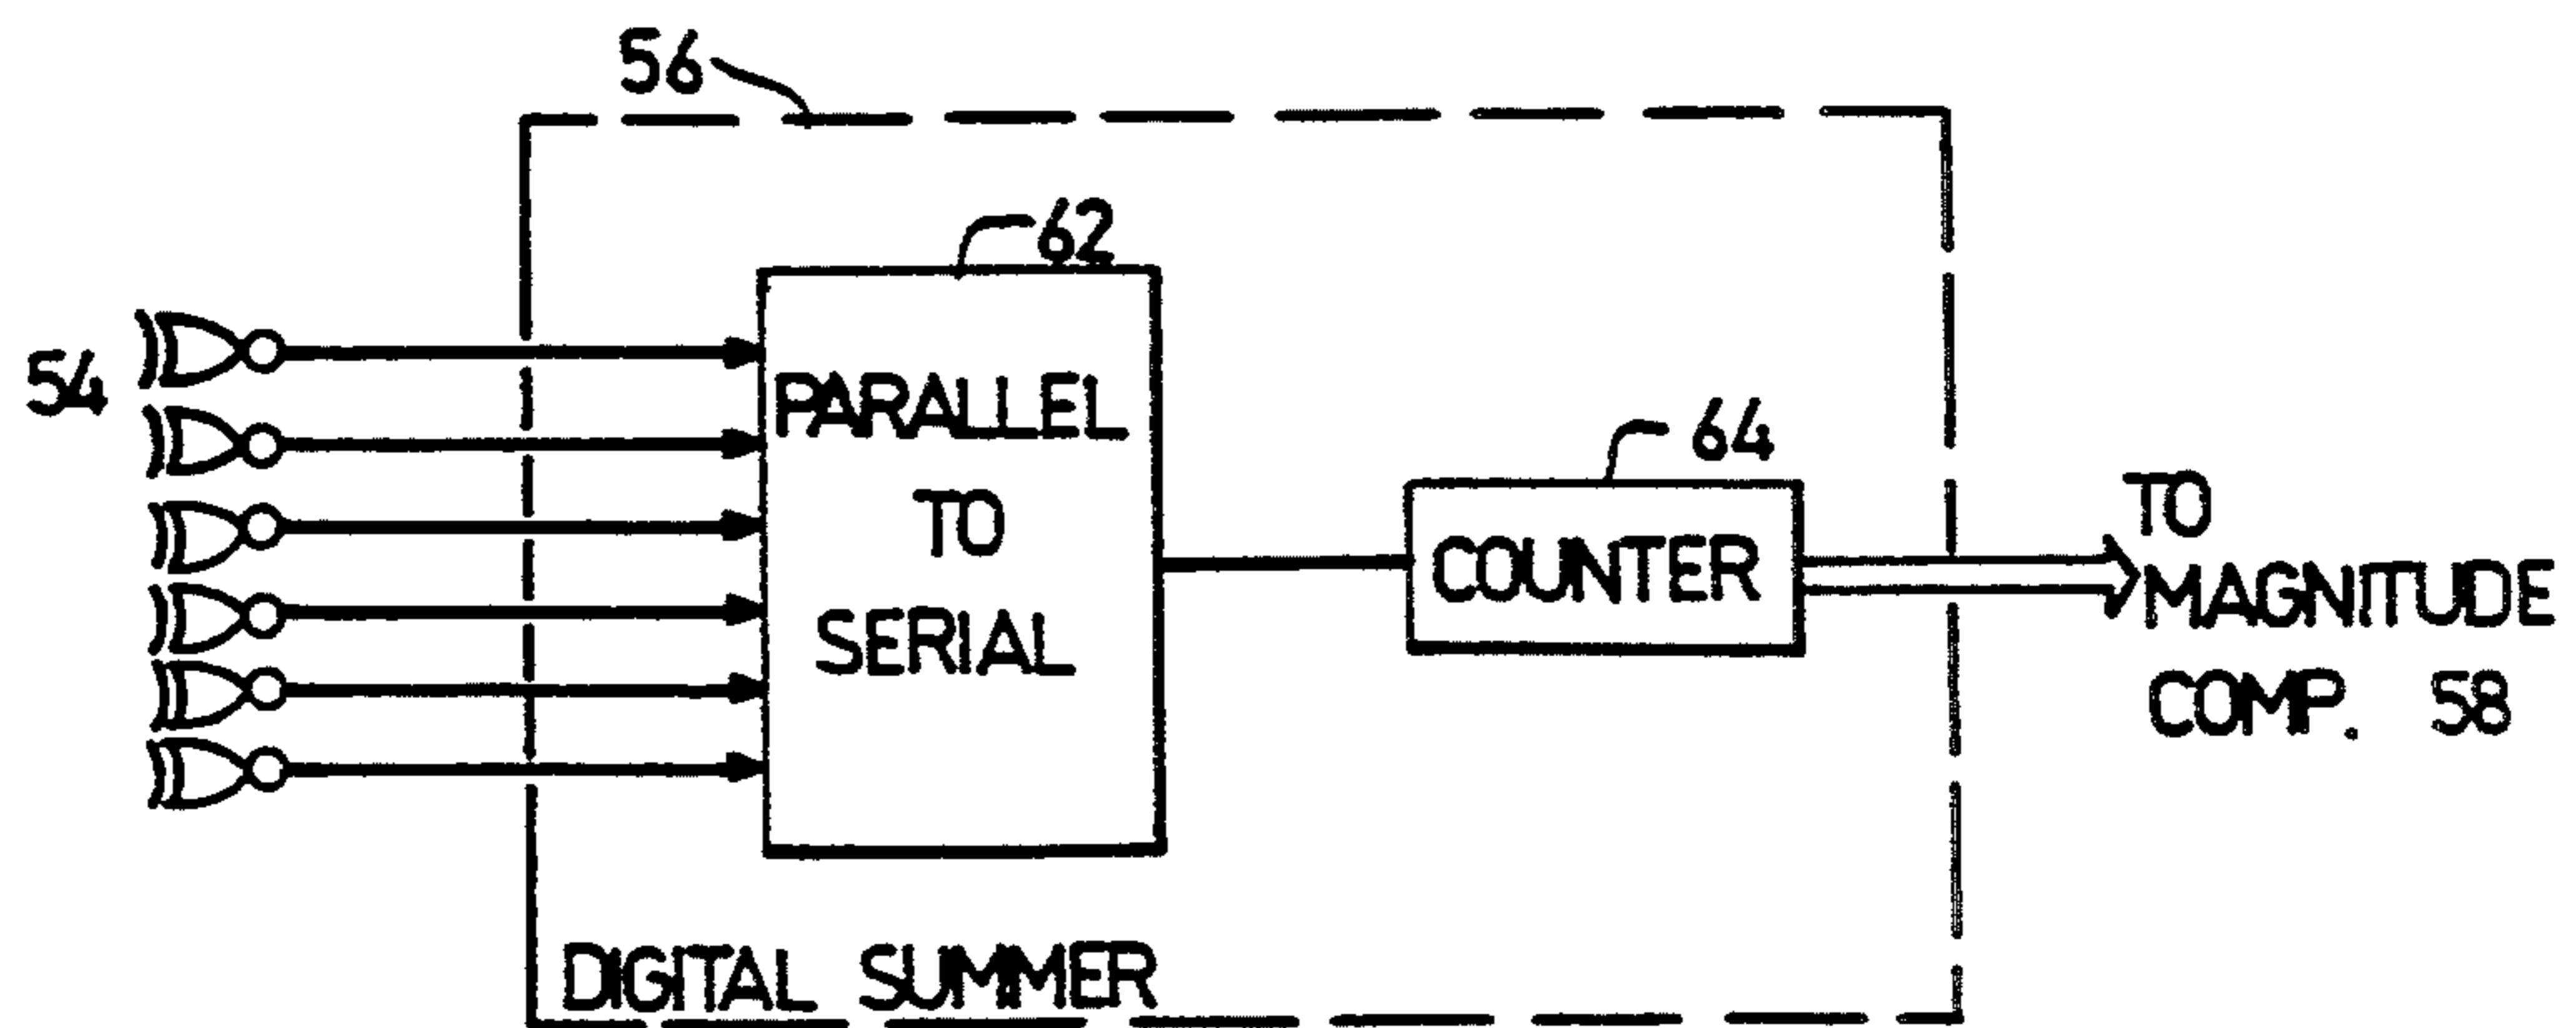 56
62
54
PARALLEL
TO
SERIAL
64
COUNTER
TO
MAGNITUDE
COMP. 58
DIGITAL SUMMER